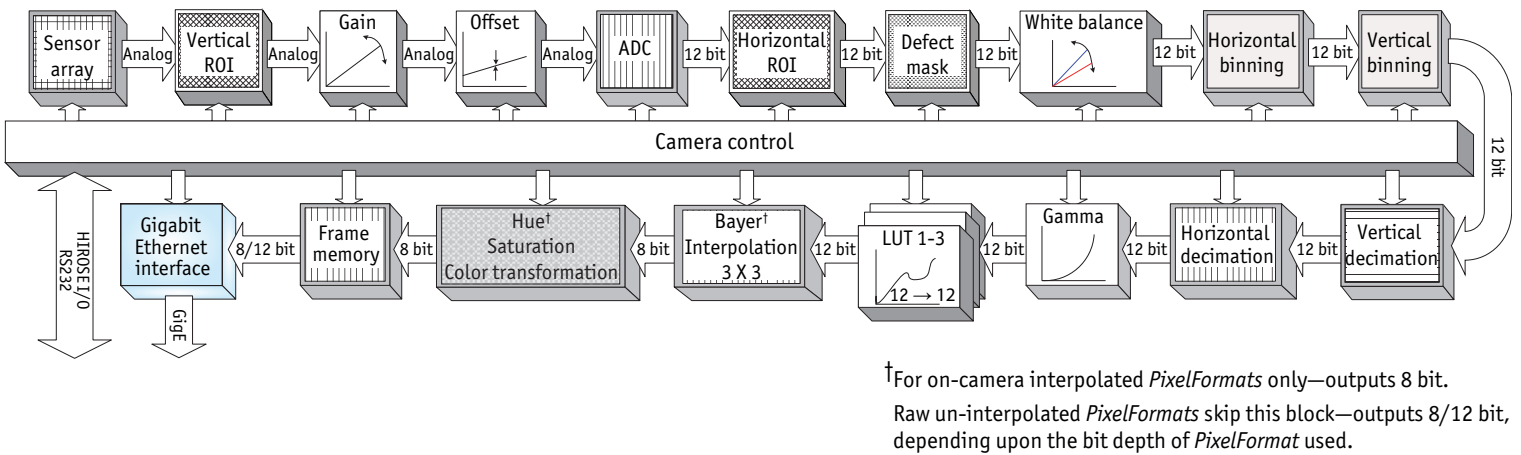 Sensor
array
Analog
Vertical
ROI
Analog
Gain
Analog
Offset
Analog
ADC
12 bit
Horizontal
ROI
12 bit
Defect
mask
12 bit
White balance
12 bit
Horizontal
binning
12 bit
Vertical
binning
12 bit
Camera control
Vertical
decimation
12 bit
Horizontal
decimation
12 bit
Gamma
12 bit
LUT 1-3
12 → 12
12 bit
Bayer†
Interpolation
3 X 3
8 bit
Hue†
Saturation
Color transformation
8 bit
Frame
memory
8/12 bit
Gigabit
Ethernet
interface
GigE
HIROSE I/O
RS232
†For on-camera interpolated PixelFormats only—outputs 8 bit.
Raw un-interpolated PixelFormats skip this block—outputs 8/12 bit,
depending upon the bit depth of PixelFormat used.